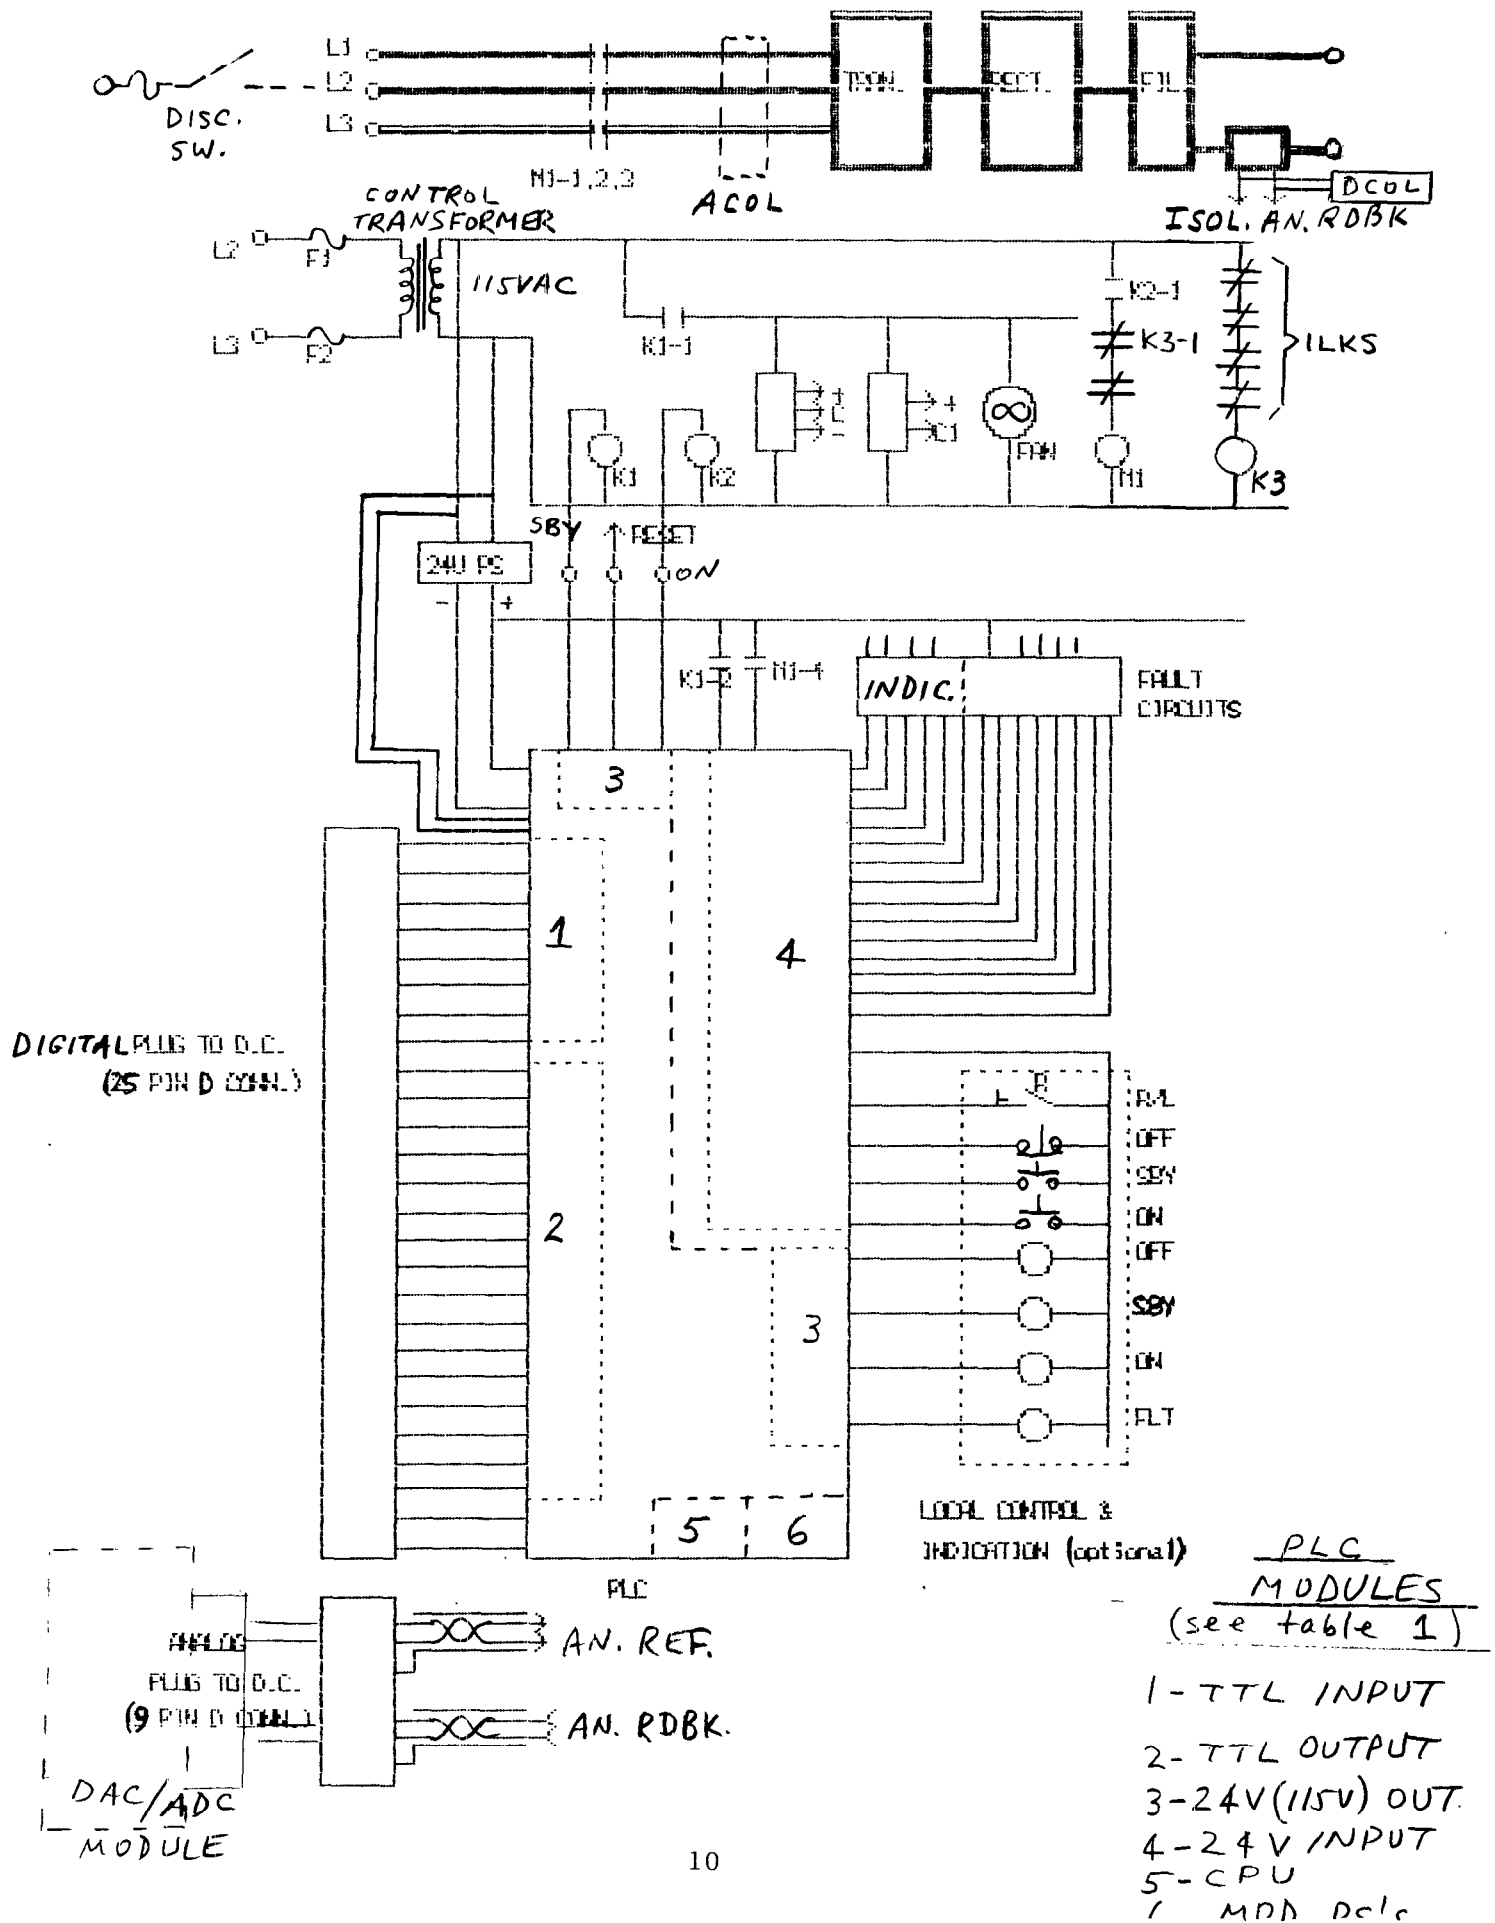 L1
L2
L3
DISC.
SW.
M1-1,2,3
ACOL
TRAN.
RECT.
FIL.
DCOL
ISOL. AN. RDBK
CONTROL
TRANSFORMER
L2
F1
115VAC
L3
F2
K1-1
K2-1
K3-1
ILKS
+
C
-
+
C1
FAN
K1
K2
M1
K3
SBY
RESET
ON
24V PS
- +
K1-2
M1-4
INDIC.
FAULT
CIRCUITS
3
1
4
2
3
5
6
DIGITAL PLUG TO D.C.
(25 PIN D CONN.)
R
L
R/L
OFF
SBY
ON
OFF
SBY
ON
FLT
LOCAL CONTROL &
INDICATION (optional)
PLC
ANALOG
PLUG TO D.C.
(9 PIN D CONN.)
AN. REF.
AN. RDBK.
DAC/ADC
MODULE
PLC
MODULES
(see table 1)
1-TTL INPUT
2-TTL OUTPUT
3-24V(115V) OUT.
4-24V INPUT
5-CPU
10